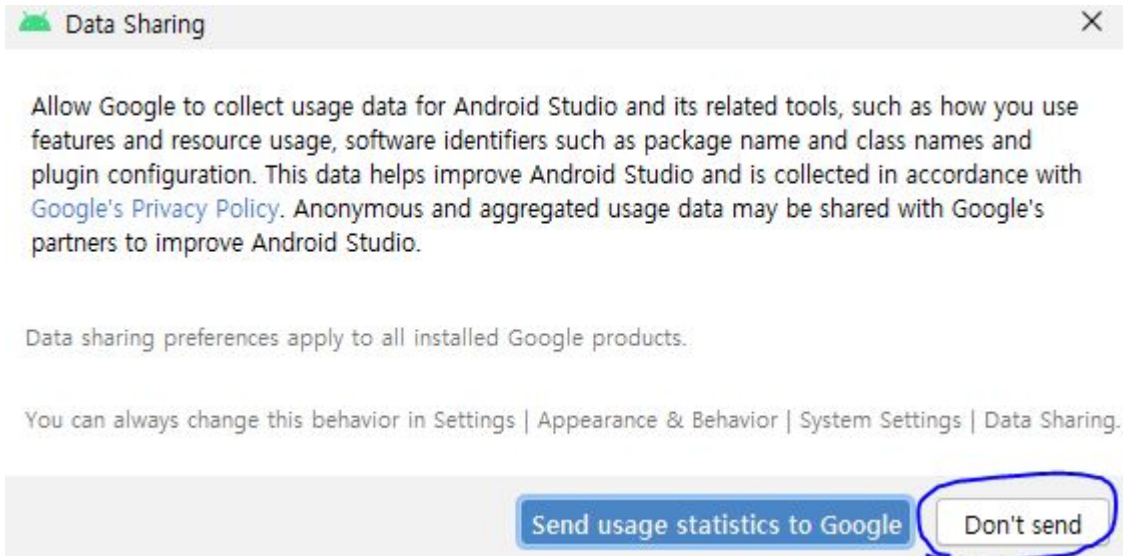 Data Sharing
Allow Google to collect usage data for Android Studio and its related tools, such as how you use
features and resource usage, software identifiers such as package name and class names and
plugin configuration. This data helps improve Android Studio and is collected in accordance with
Google's Privacy Policy. Anonymous and aggregated usage data may be shared with Google's
partners to improve Android Studio.
Data sharing preferences apply to all installed Google products.
You can always change this behavior in Settings | Appearance & Behavior | System Settings | Data Sharing.
Send usage statistics to Google Don't send